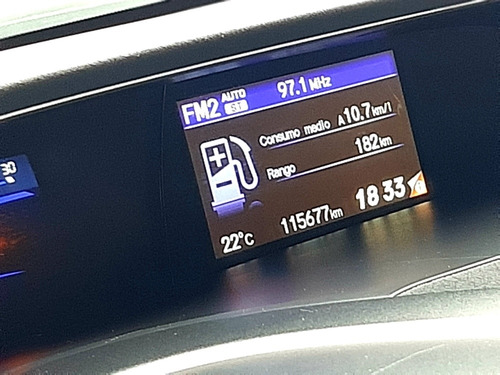 FM2 AUTO ST 97.1 MHz
Consumo medio A 10.7 km/l
Rango 182 km
22°C 115677 km 18 33
30